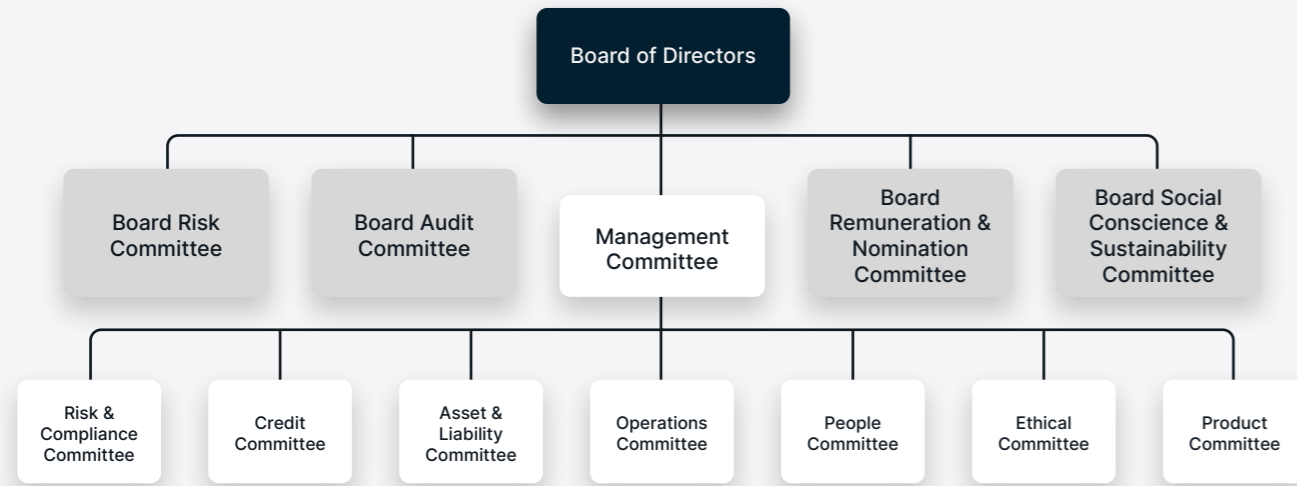 Board of Directors
Board Risk
Committee
Board Audit
Committee
Management
Committee
Board
Remuneration &
Nomination
Committee
Board Social
Conscience &
Sustainability
Committee
Risk &
Compliance
Committee
Credit
Committee
Asset &
Liability
Committee
Operations
Committee
People
Committee
Ethical
Committee
Product
Committee